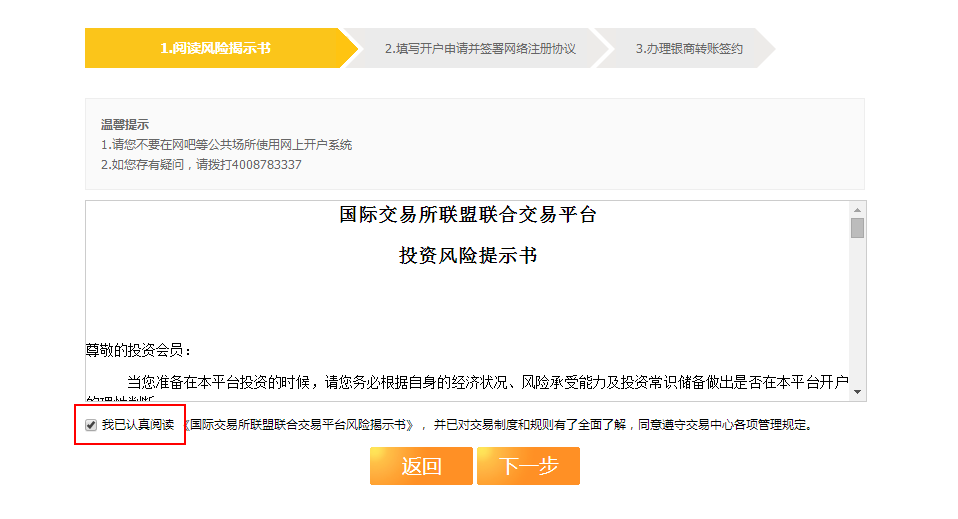 1.阅读风险揭示书
2.填写开户申请并签署网络注册协议
3.办理银商转账签约
温馨提示
1.请您不要在网吧等公共场所使用网上开户系统
2.如您存有疑问，请拨打4008783337
国际交易所联盟联合交易平台
投资风险提示书
尊敬的投资会员：
当您准备在本平台投资的时候，请您务必根据自身的经济状况、风险承受能力及投资常识储备做出是否在本平台开户
的理性判断
我已认真阅读《国际交易所联盟联合交易平台风险揭示书》，并已对交易制度和规则有了全面了解，同意遵守交易中心各项管理规定。
返回
下一步